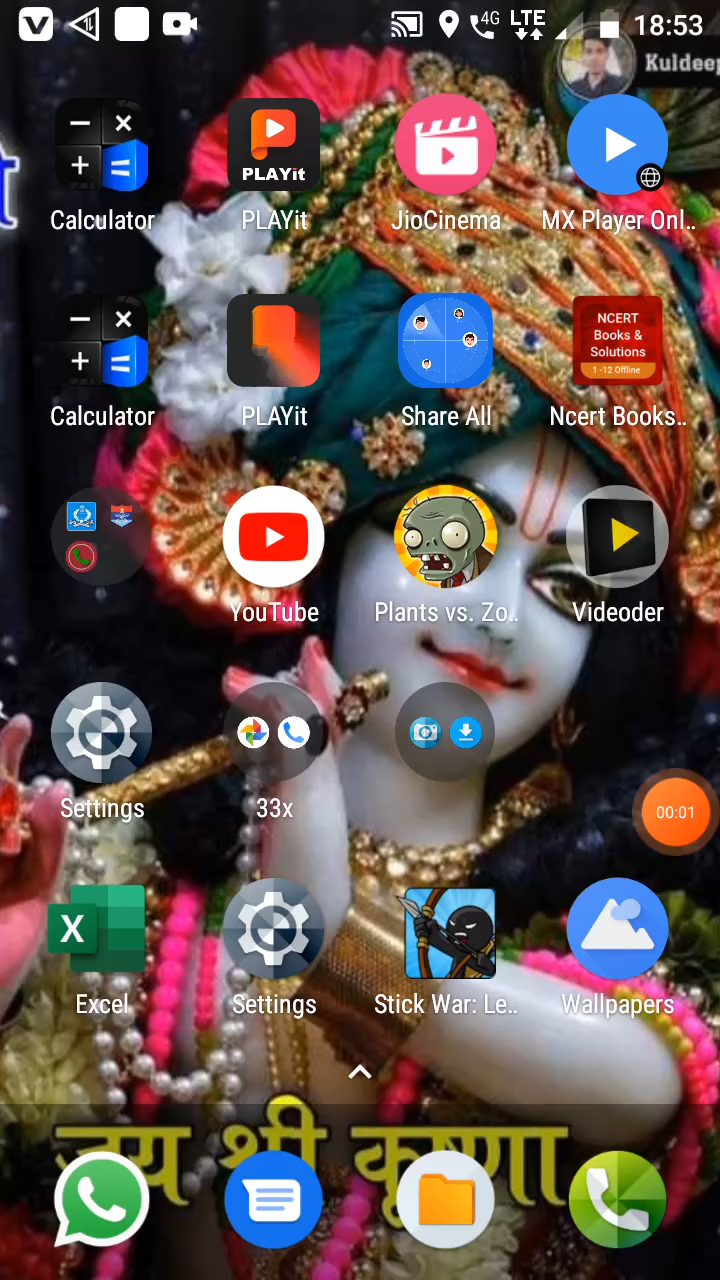 18:53
4G LTE
Kuldeep
PLAYit
Calculator PLAYit JioCinema MX Player Onl..
NCERT
Books &
Solutions
1 -12 Offline
Calculator PLAYit Share All Ncert Books..
YouTube Plants vs. Zo.. Videoder
Settings 33x
00:01
X
Excel Settings Stick War: Le.. Wallpapers
जय श्री कृष्णा